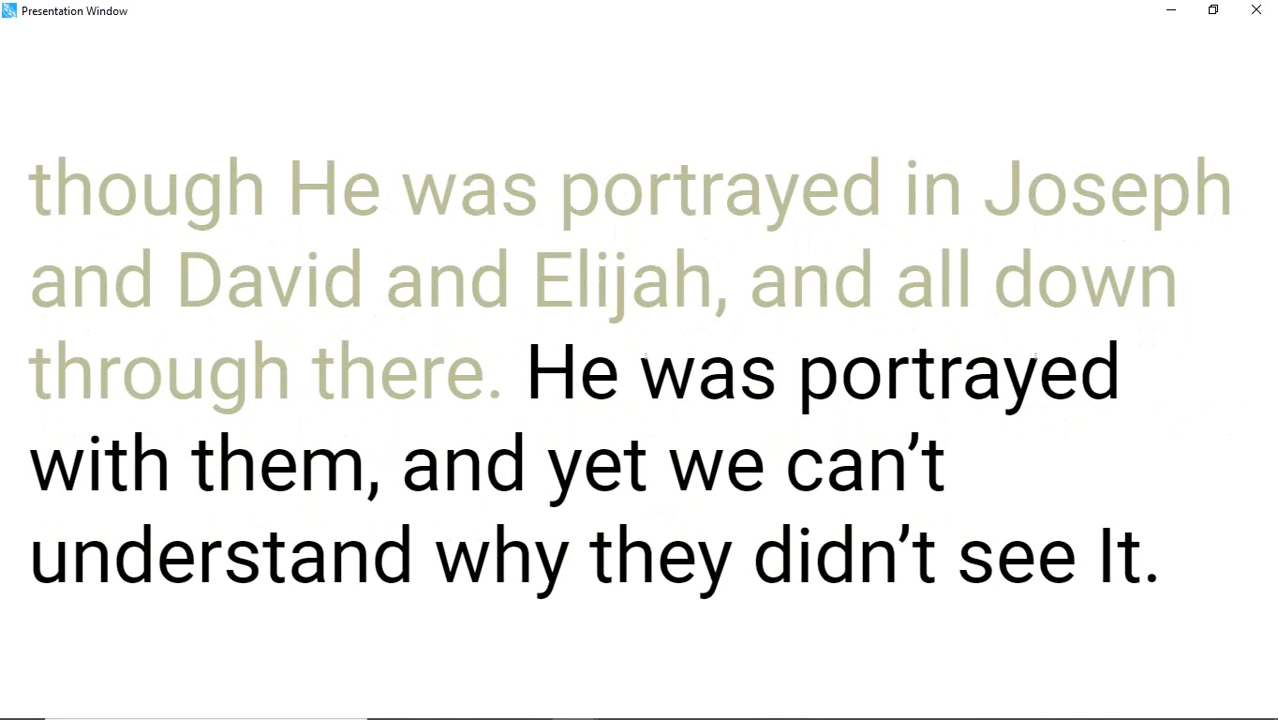 Presentation Window
though He was portrayed in Joseph
and David and Elijah, and all down
through there. He was portrayed
with them, and yet we can’t
understand why they didn’t see It.